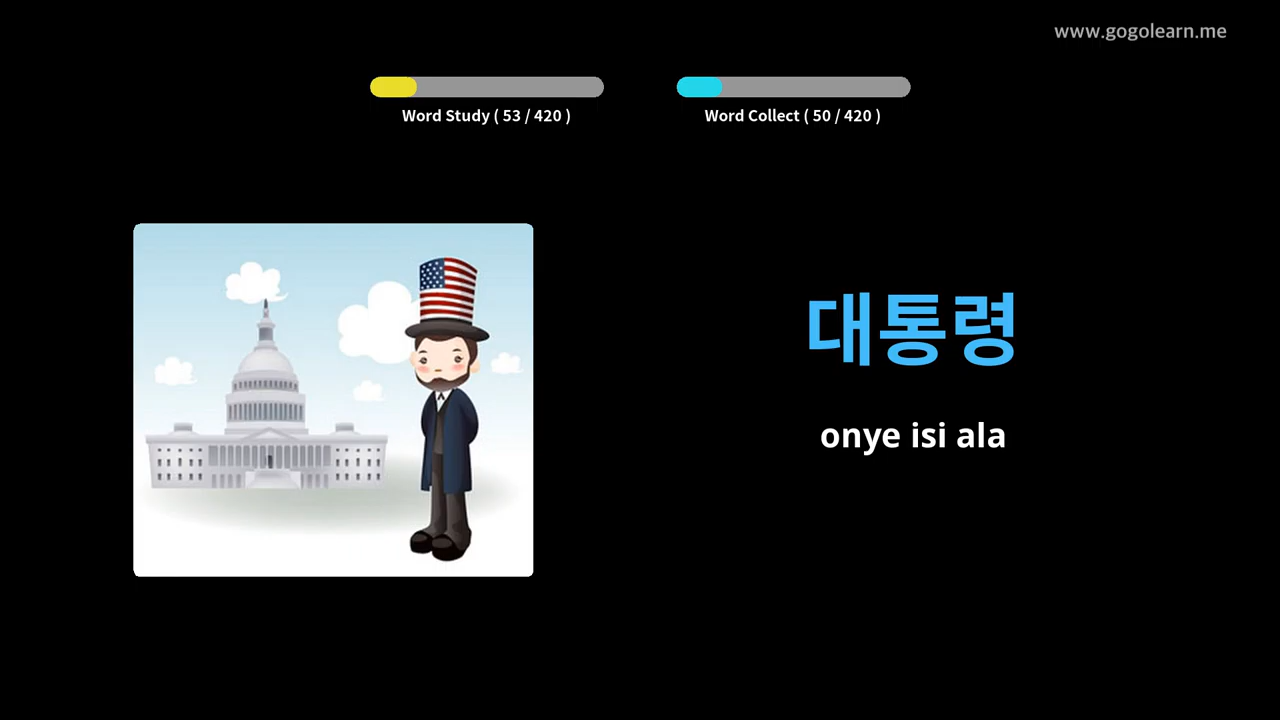 www.gogolearn.me
Word Study ( 53 / 420 )
Word Collect ( 50 / 420 )
대통령
onye isi ala